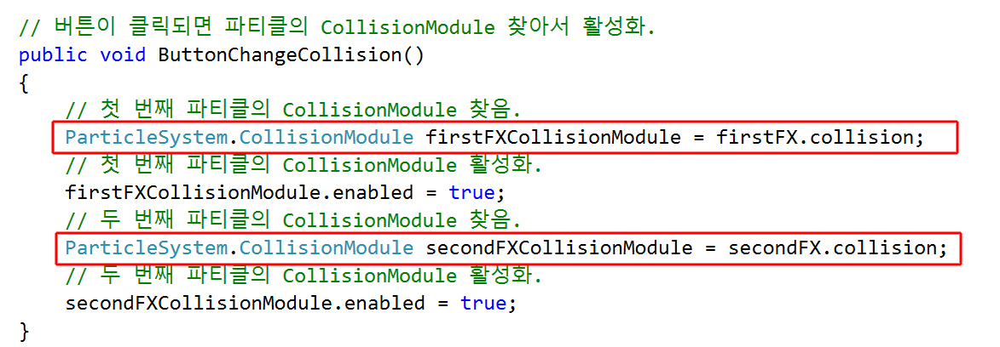 // 버튼이 클릭되면 파티클의 CollisionModule 찾아서 활성화.
public void ButtonChangeCollision()
{
// 첫 번째 파티클의 CollisionModule 찾음.
ParticleSystem.CollisionModule firstFXCollisionModule = firstFX.collision;
// 첫 번째 파티클의 CollisionModule 활성화.
firstFXCollisionModule.enabled = true;
// 두 번째 파티클의 CollisionModule 찾음.
ParticleSystem.CollisionModule secondFXCollisionModule = secondFX.collision;
// 두 번째 파티클의 CollisionModule 활성화.
secondFXCollisionModule.enabled = true;
}